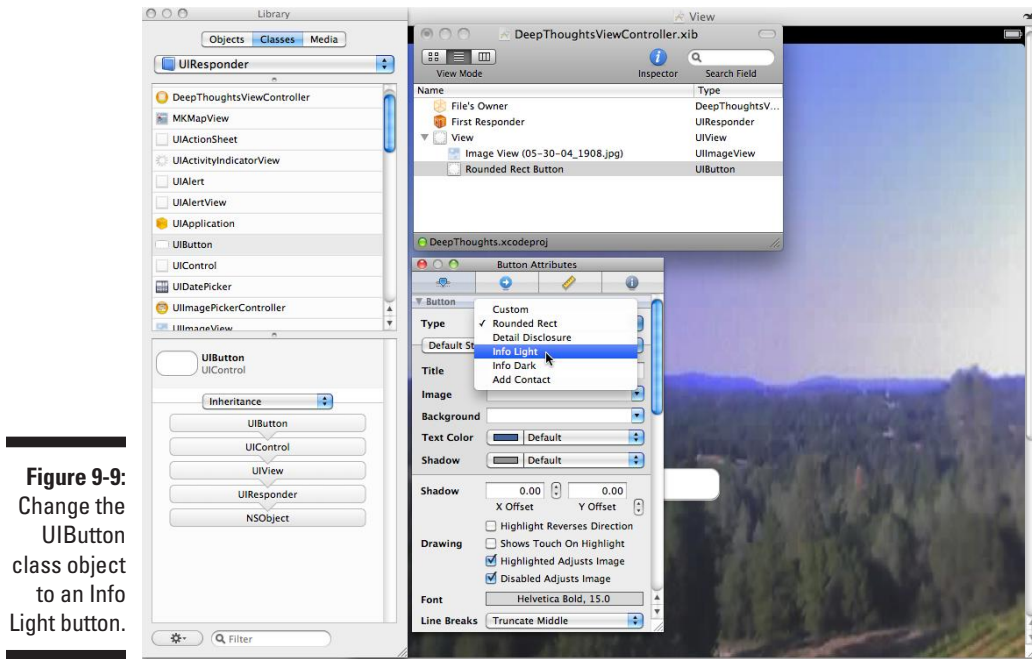 Library
Objects Classes Media
UIResponder
DeepThoughtsViewController
MKMapView
UIActionSheet
UIActivityIndicatorView
UIAlert
UIAlertView
UIApplication
UIButton
UIControl
UIDatePicker
UIImagePickerController
UIImageView
UIButton
UIControl
Inheritance
UIButton
UIControl
UIView
UIResponder
NSObject
Filter
View
DeepThoughtsViewController.xib
View Mode Inspector Search Field
Name Type
File's Owner DeepThoughtsV...
First Responder UIResponder
View UIView
Image View (05-30-04_1908.jpg) UIImageView
Rounded Rect Button UIButton
DeepThoughts.xcodeproj
Button Attributes
Button
Type
Custom
✓ Rounded Rect
Detail Disclosure
Info Light
Info Dark
Add Contact
Default St
Title
Image
Background
Text Color Default
Shadow Default
Shadow 0.00 0.00
X Offset Y Offset
Highlight Reverses Direction
Drawing Shows Touch On Highlight
Highlighted Adjusts Image
Disabled Adjusts Image
Font Helvetica Bold, 15.0
Line Breaks Truncate Middle
Figure 9-9:
Change the
UIButton
class object
to an Info
Light button.